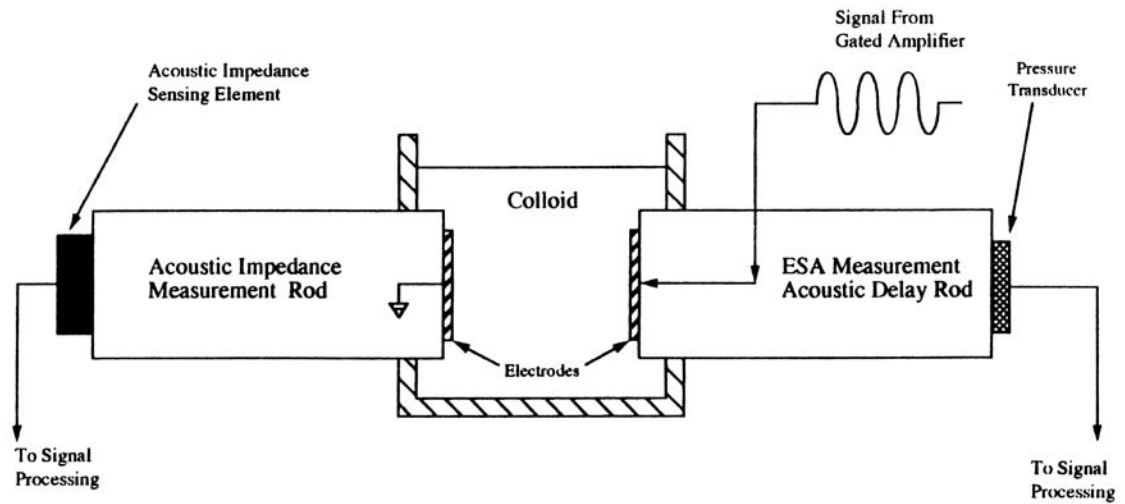 Signal From
Gated Amplifier
Acoustic Impedance
Sensing Element
Pressure
Transducer
Colloid
Acoustic Impedance
Measurement Rod
ESA Measurement
Acoustic Delay Rod
Electrodes
To Signal
Processing
To Signal
Processing